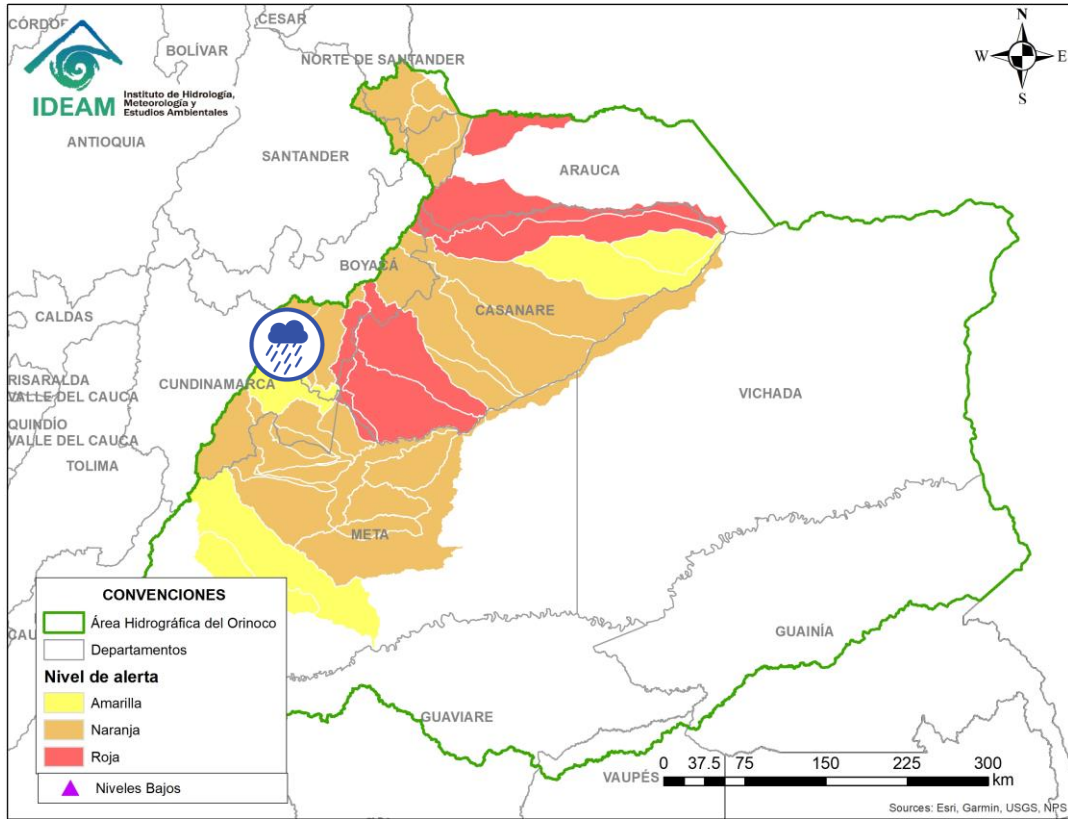 CÓRDOB
CESAR
BOLÍVAR
NORTE DE SANTANDER
IDEAM
Instituto de Hidrología,
Meteorología y
Estudios Ambientales
N
W
E
S
ANTIOQUIA
SANTANDER
ARAUCA
BOYACÁ
CASANARE
CALDAS
CUNDINAMARCA
RISARALDA
VALLE DEL CAUCA
VICHADA
QUINDÍO
VALLE DEL CAUCA
TOLIMA
META
CONVENCIONES
Área Hidrográfica del Orinoco
Departamentos
Nivel de alerta
Amarilla
Naranja
Roja
Niveles Bajos
CAU
GUAINÍA
GUAVIARE
VAUPÉS
0 37.5 75 150 225 300
km
Sources: Esri, Garmin, USGS, NPS